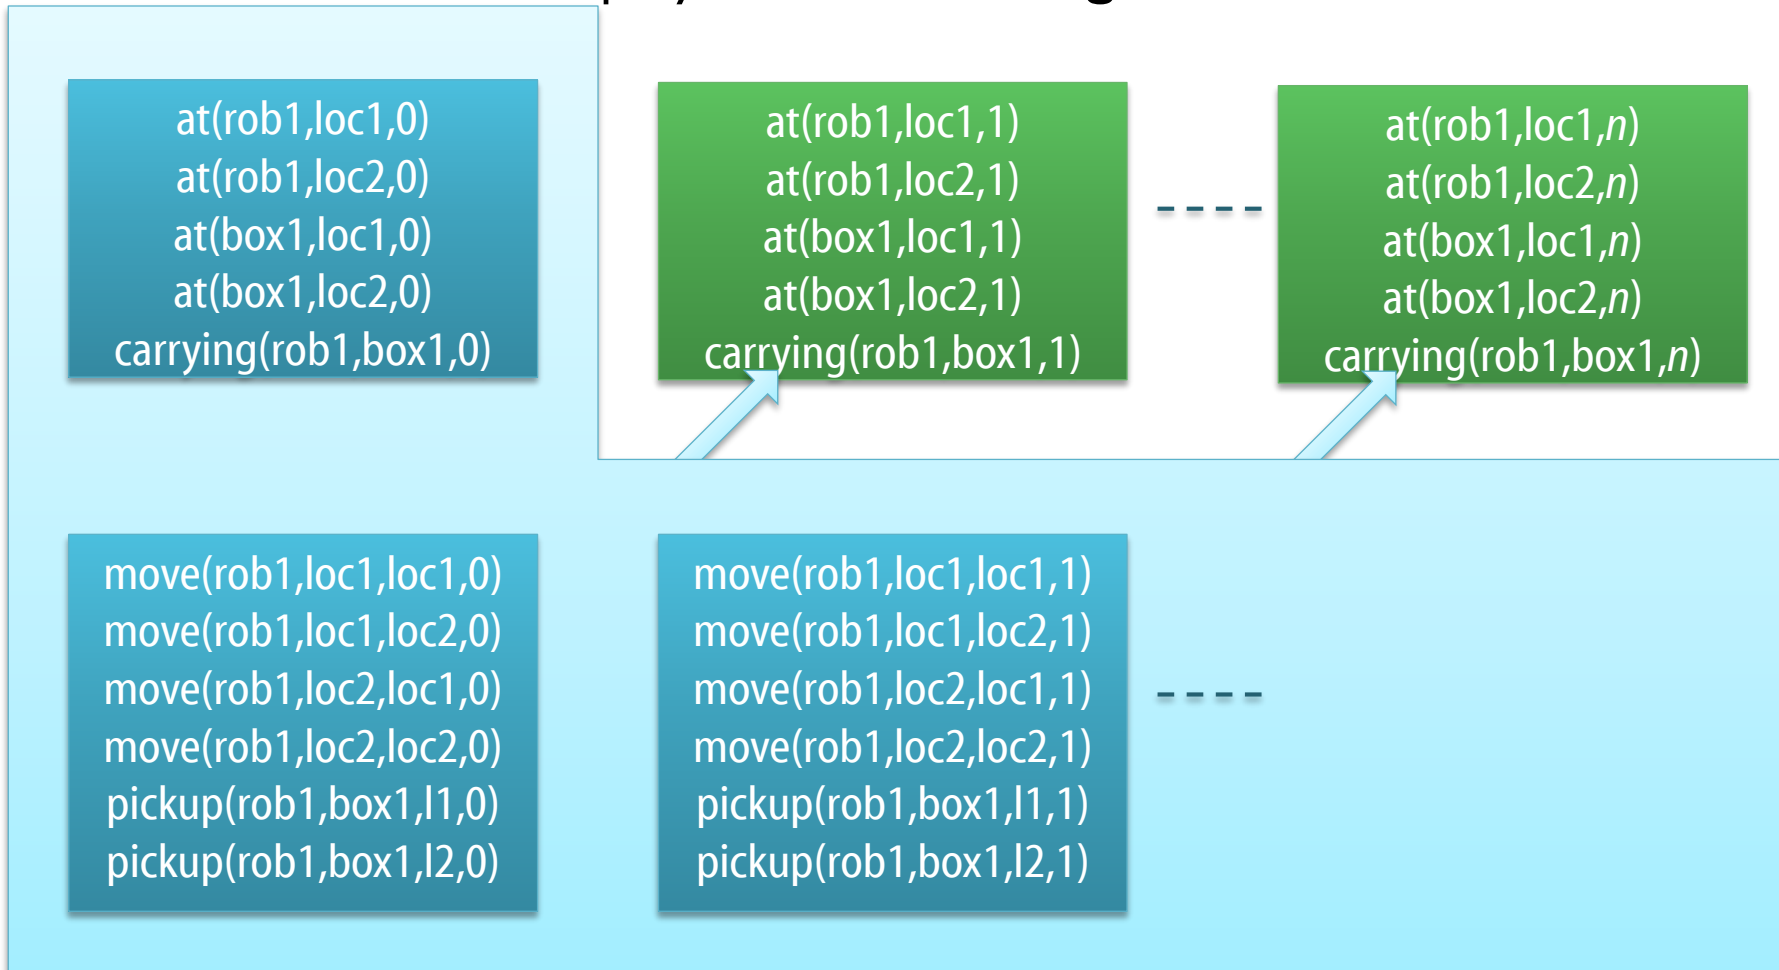 at(rob1,loc1,0)
at(rob1,loc2,0)
at(box1,loc1,0)
at(box1,loc2,0)
carrying(rob1,box1,0)
at(rob1,loc1,1)
at(rob1,loc2,1)
at(box1,loc1,1)
at(box1,loc2,1)
carrying(rob1,box1,1)
----
at(rob1,loc1,n)
at(rob1,loc2,n)
at(box1,loc1,n)
at(box1,loc2,n)
carrying(rob1,box1,n)
move(rob1,loc1,loc1,0)
move(rob1,loc1,loc2,0)
move(rob1,loc2,loc1,0)
move(rob1,loc2,loc2,0)
pickup(rob1,box1,l1,0)
pickup(rob1,box1,l2,0)
move(rob1,loc1,loc1,1)
move(rob1,loc1,loc2,1)
move(rob1,loc2,loc1,1)
move(rob1,loc2,loc2,1)
pickup(rob1,box1,l1,1)
pickup(rob1,box1,l2,1)
----